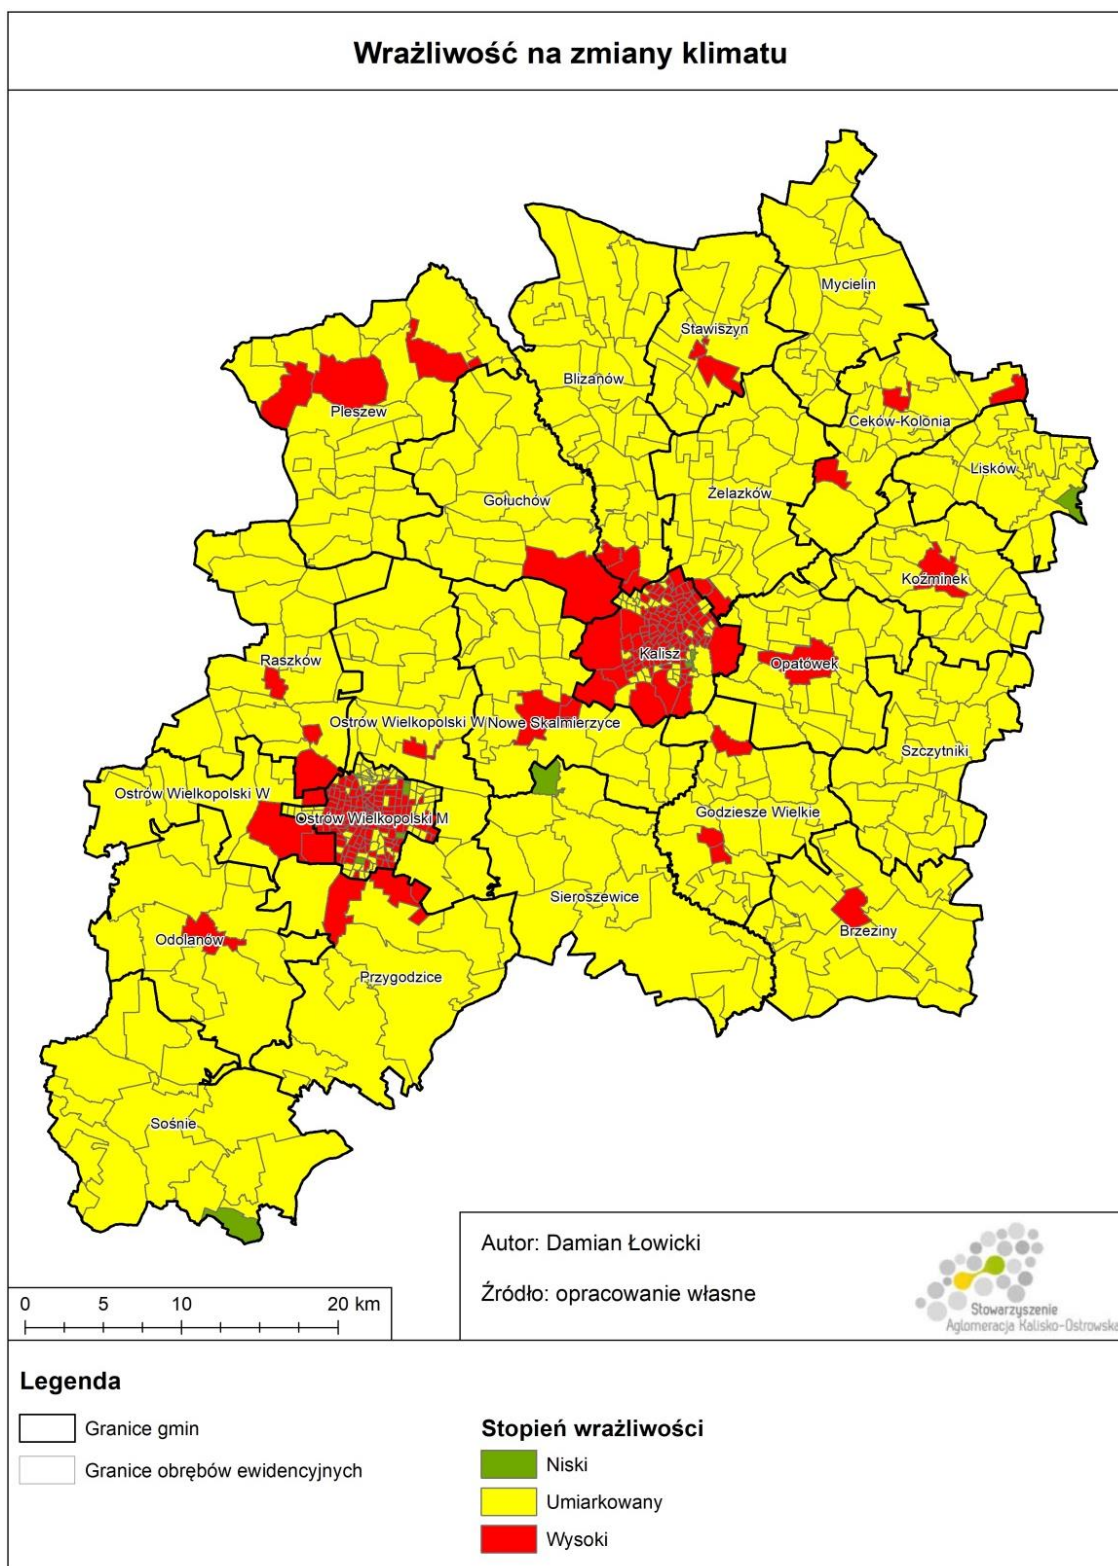 Wrażliwość na zmiany klimatu
Mycielin
Stawiszyn
Blizanów
Pleszew
Ceków-Kolonia
Lisków
Gołuchów
Żelazków
Koźminek
Raszków
Kalisz
Opatówek
Ostrów Wielkopolski W
Nowe Skalmierzyce
Szczytniki
Ostrów Wielkopolski W
Ostrów Wielkopolski M
Godziesze Wielkie
Sieroszewice
Brzeziny
Odolanów
Przygodzice
Sośnie
Autor: Damian Łowicki
Źródło: opracowanie własne
Stowarzyszenie
Aglomeracja Kalisko-Ostrowska
0 5 10 20 km
Legenda
Granice gmin
Granice obrębów ewidencyjnych
Stopień wrażliwości
Niski
Umiarkowany
Wysoki